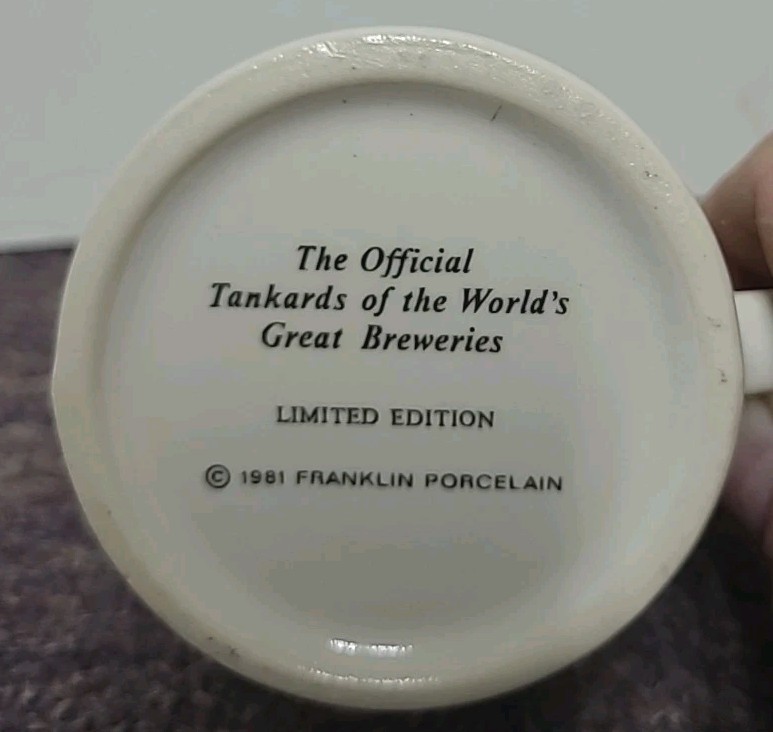 The Official
Tankards of the World's
Great Breweries
LIMITED EDITION
© 1981 FRANKLIN PORCELAIN